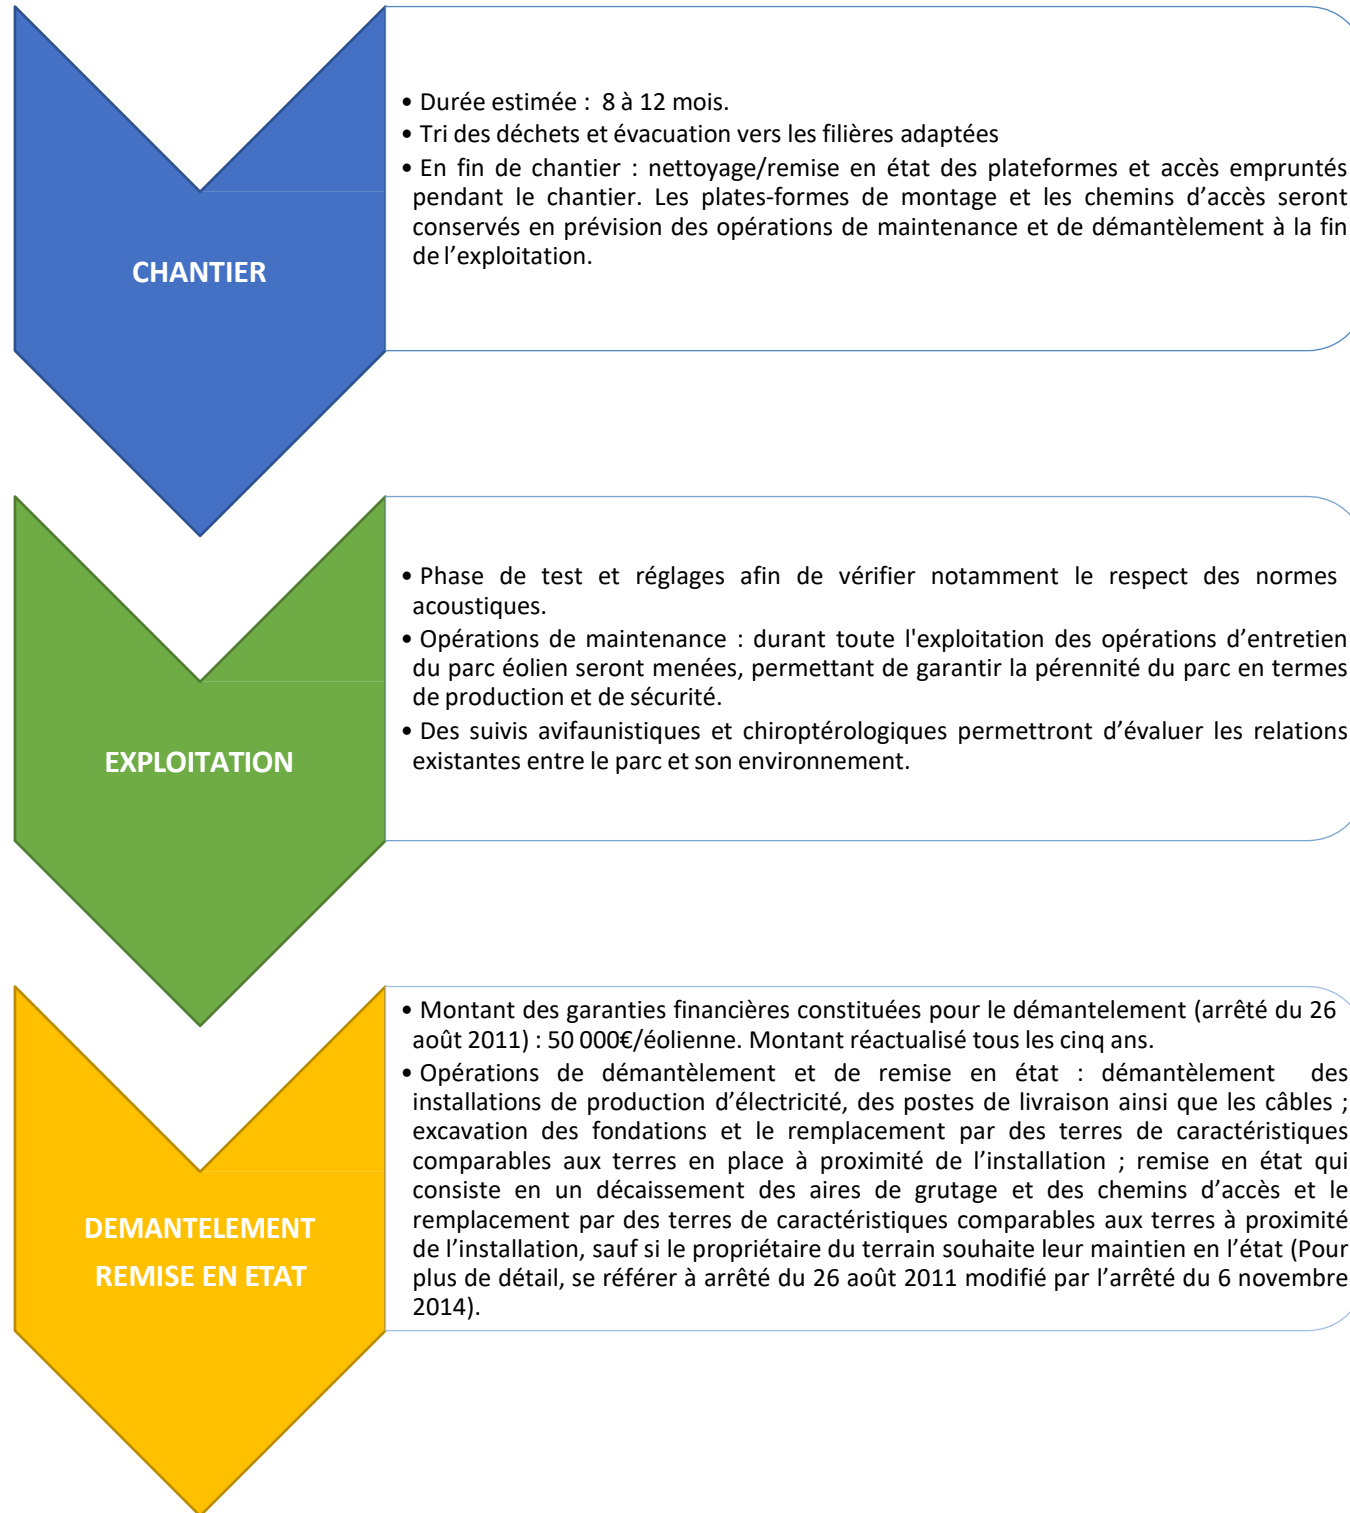 CHANTIER
• Durée estimée : 8 à 12 mois.
• Tri des déchets et évacuation vers les filières adaptées
• En fin de chantier : nettoyage/remise en état des plateformes et accès empruntés
pendant le chantier. Les plates-formes de montage et les chemins d’accès seront
conservés en prévision des opérations de maintenance et de démantèlement à la fin
de l’exploitation.
EXPLOITATION
• Phase de test et réglages afin de vérifier notamment le respect des normes
acoustiques.
• Opérations de maintenance : durant toute l'exploitation des opérations d’entretien
du parc éolien seront menées, permettant de garantir la pérennité du parc en termes
de production et de sécurité.
• Des suivis avifaunistiques et chiroptérologiques permettront d’évaluer les relations
existantes entre le parc et son environnement.
DEMANTELEMENT
REMISE EN ETAT
• Montant des garanties financières constituées pour le démantelement (arrêté du 26
août 2011) : 50 000€/éolienne. Montant réactualisé tous les cinq ans.
• Opérations de démantèlement et de remise en état : démantèlement des
installations de production d’électricité, des postes de livraison ainsi que les câbles ;
excavation des fondations et le remplacement par des terres de caractéristiques
comparables aux terres en place à proximité de l’installation ; remise en état qui
consiste en un décaissement des aires de grutage et des chemins d’accès et le
remplacement par des terres de caractéristiques comparables aux terres à proximité
de l’installation, sauf si le propriétaire du terrain souhaite leur maintien en l’état (Pour
plus de détail, se référer à arrêté du 26 août 2011 modifié par l’arrêté du 6 novembre
2014).